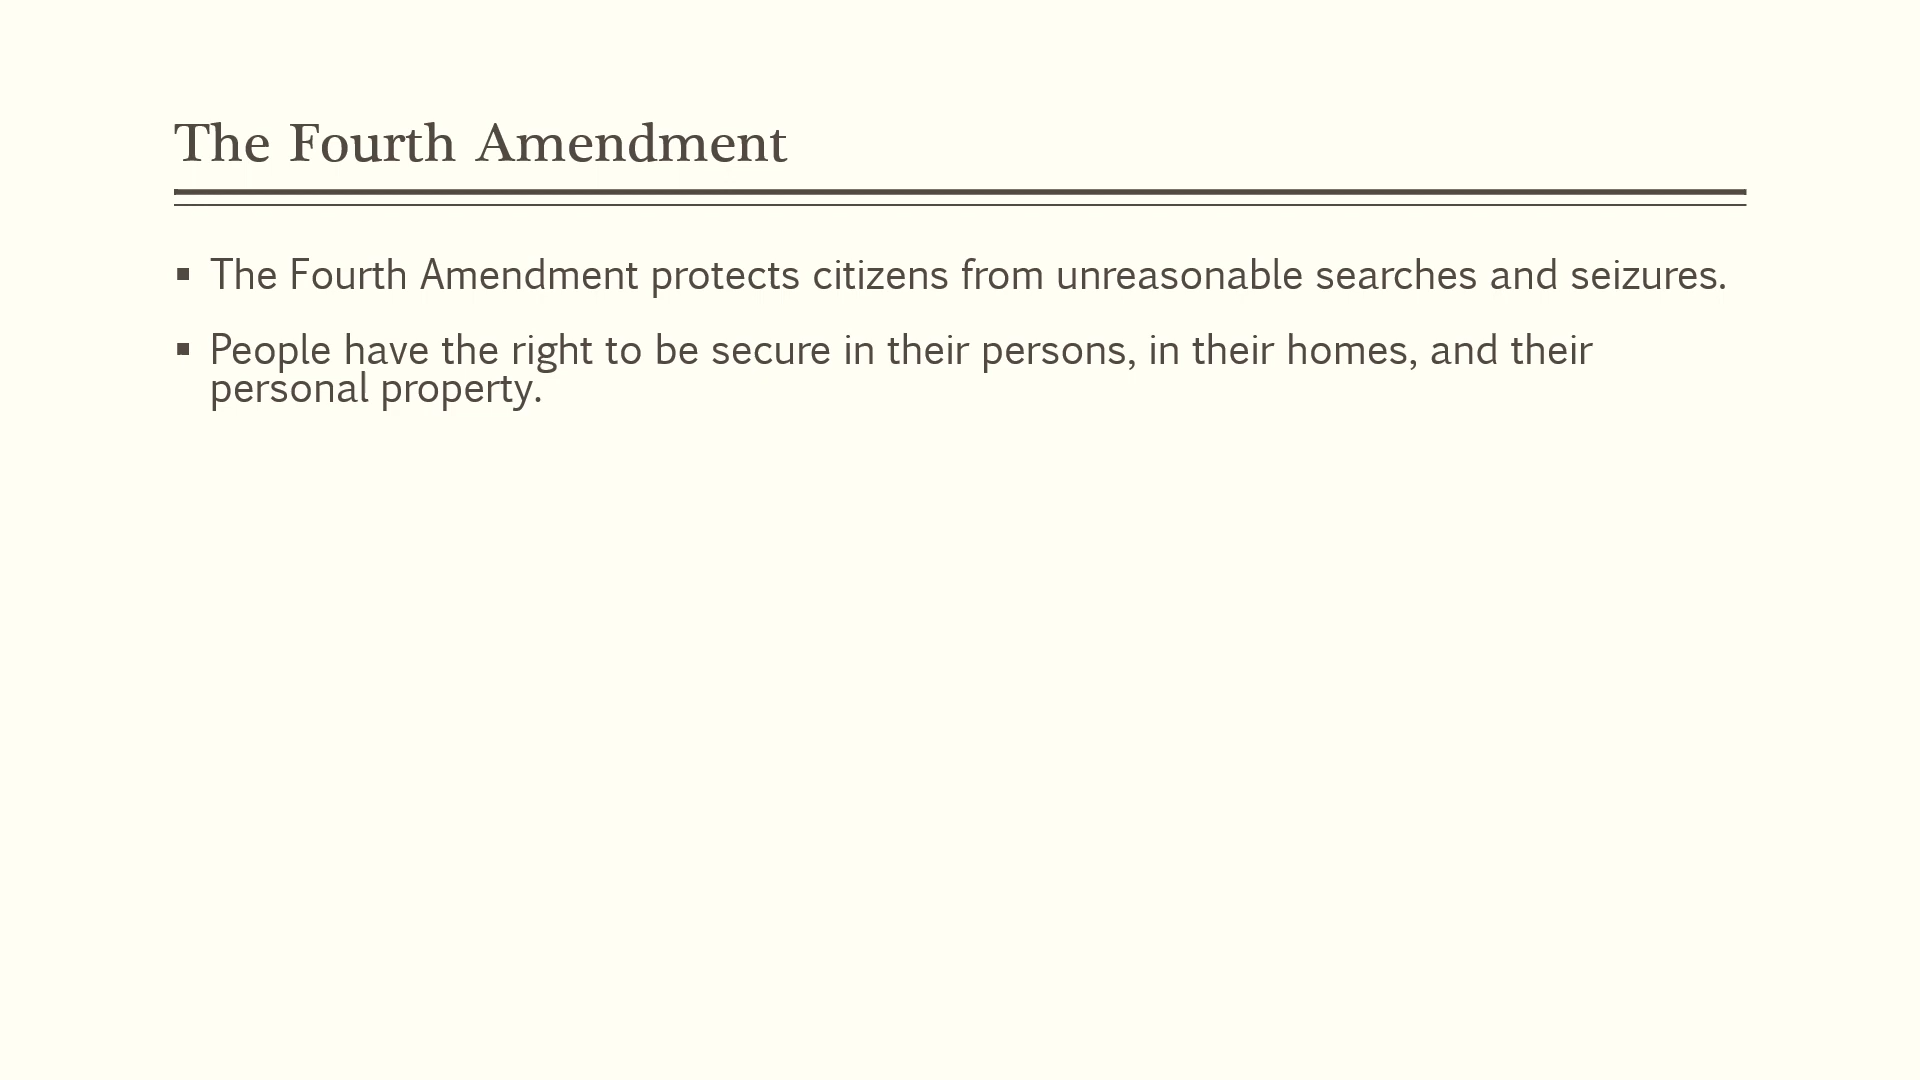 The Fourth Amendment
▪ The Fourth Amendment protects citizens from unreasonable searches and seizures.
▪ People have the right to be secure in their persons, in their homes, and their
personal property.